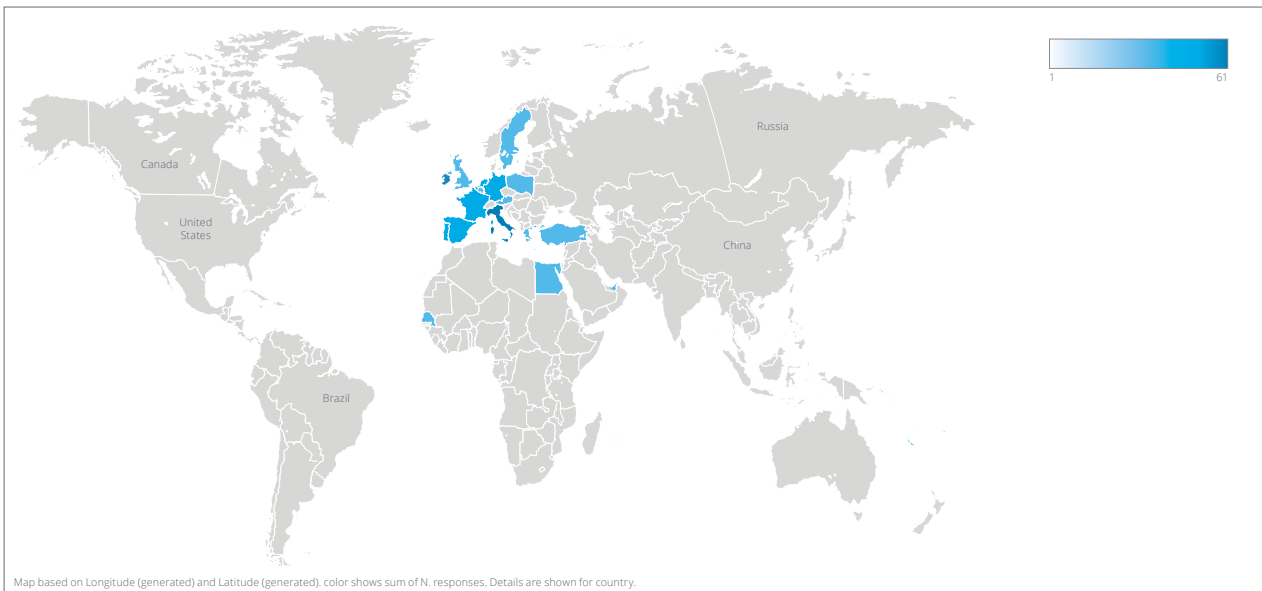 1 61
Russia
Canada
United
States
China
Brazil
Map based on Longitude (generated) and Latitude (generated). color shows sum of N. responses. Details are shown for country.